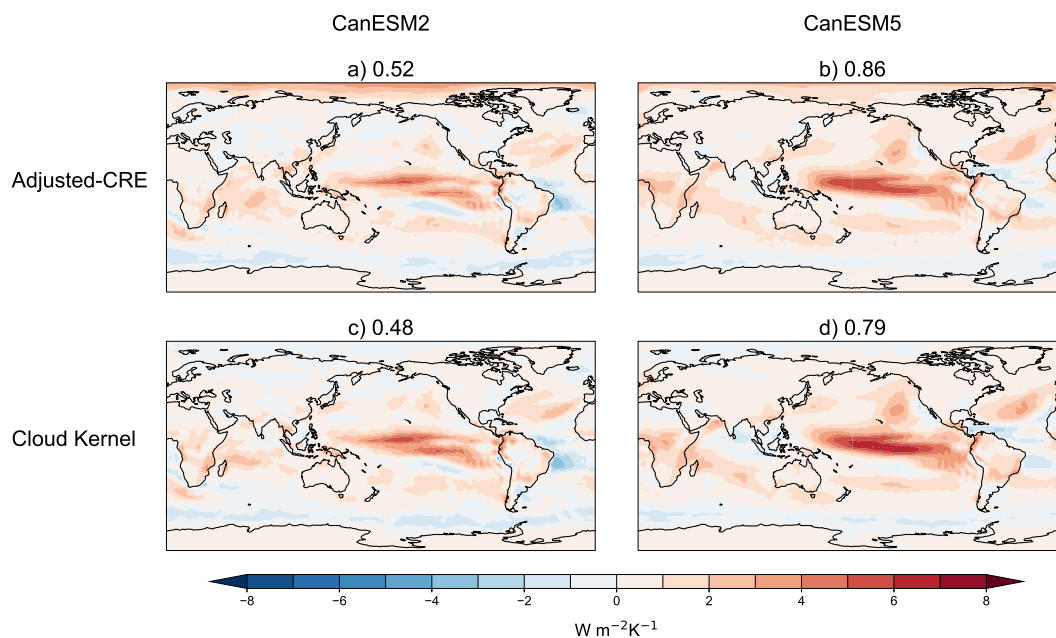 CanESM2 CanESM5
a) 0.52 b) 0.86
Adjusted-CRE
c) 0.48 d) 0.79
Cloud Kernel
−8 −6 −4 −2 0 2 4 6 8
W m⁻²K⁻¹